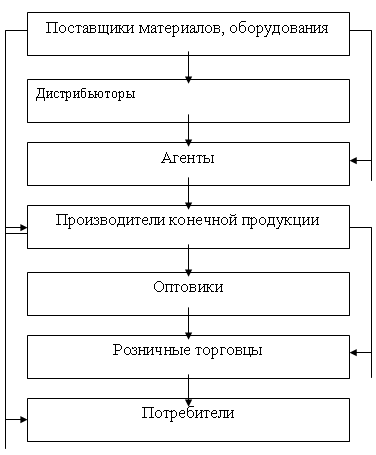 Поставщики материалов, оборудования
Дистрибьюторы
Агенты
Производители конечной продукции
Оптовики
Розничные торговцы
Потребители